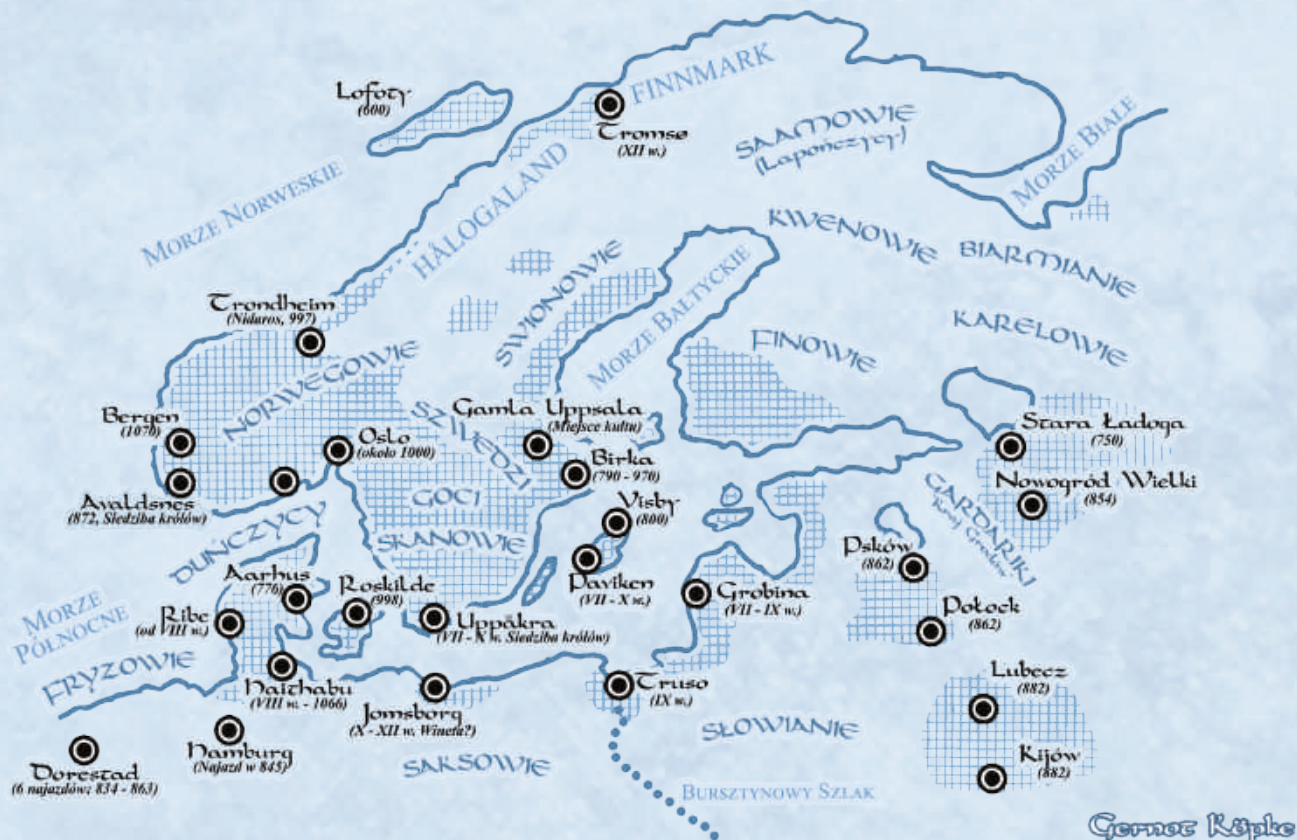 Lofoty
(600)
FINNMARK
Tromsø
(XII w.)
SAAMOWIE
(Lapończycy)
MORZE BIAŁE
MORZE NORWESKIE
HÁLOGALAND
KWENOWIE
BIARMIANIE
SWIONOWIE
MORZE BAŁTYCKIE
Trondheim
(Nidaros, 997)
KARELOWIE
FINOWIE
NORWEGOWIE
SZWEDZI
Gamla Uppsala
(Miejsce kultu)
Bergen
(1070)
Oslo
(około 1000)
Stara Ładoga
(750)
Birka
(790 - 970)
Avaldsnes
(872, Siedziba królów)
GOCI
Visby
(800)
Nowogród Wielki
(854)
GARDARIKI
Kraj Grodów
DUŃCZYCY
SKANOWIE
Psków
(862)
Aarhus
(776)
Roskilde
(998)
Paviken
(VII - X w.)
Grobina
(VII - IX w.)
MORZE
PÓŁNOCNE
Ribe
(od VIII w.)
Uppåkra
(VII - X w. Siedziba królów)
Połock
(862)
FRYZOWIE
Haithabu
(VIII w. - 1066)
Jomsborg
(X - XII w. Wineta?)
Truso
(IX w.)
Lubecz
(882)
SŁOWIANIE
Hamburg
(Najazd w 845)
Dorestad
(6 najazdów; 834 - 863)
SAKSOWIE
Kijów
(882)
BURSZTYNOWY SZLAK
Gernot Küpke